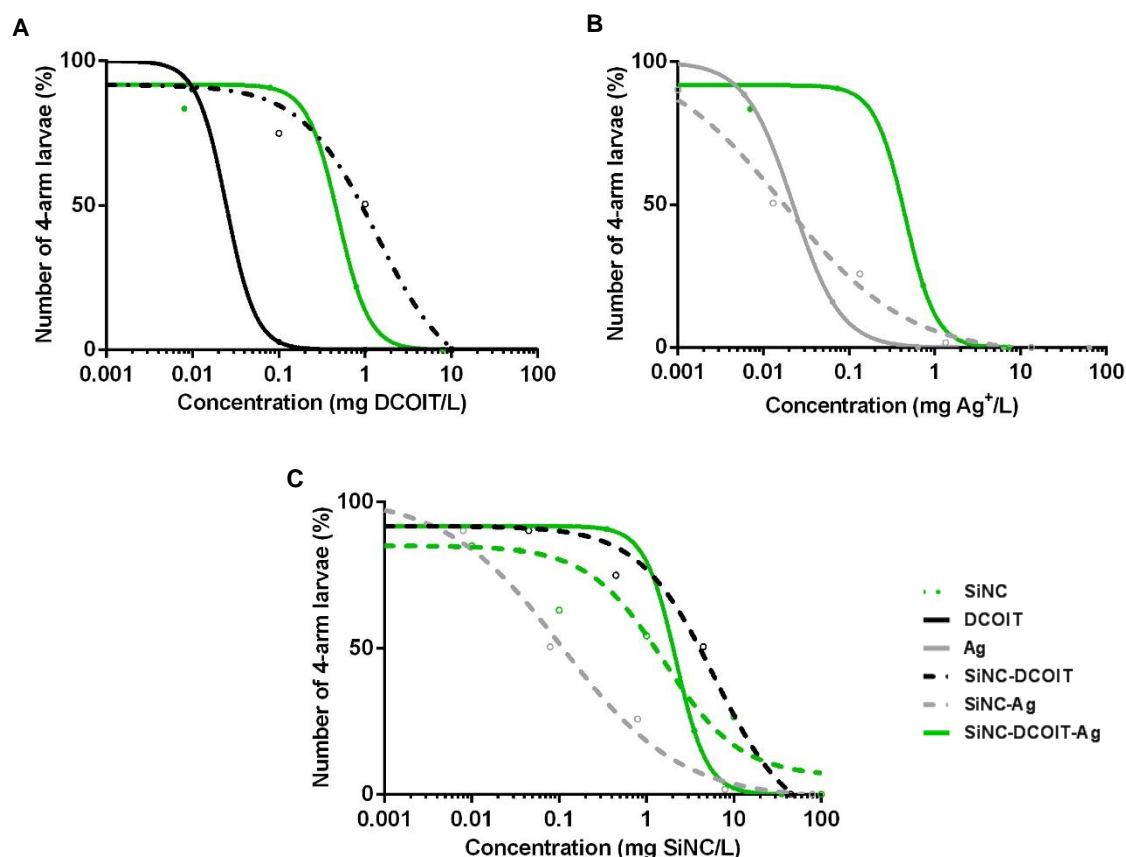 A
Number of 4-arm larvae (%)
100
50
0
0.001 0.01 0.1 1 10 100
Concentration (mg DCOIT/L)
B
Number of 4-arm larvae (%)
100
50
0
0.001 0.01 0.1 1 10 100
Concentration (mg Ag⁺/L)
C
Number of 4-arm larvae (%)
100
50
0
0.001 0.01 0.1 1 10 100
Concentration (mg SiNC/L)
SiNC
DCOIT
Ag
SiNC-DCOIT
SiNC-Ag
SiNC-DCOIT-Ag